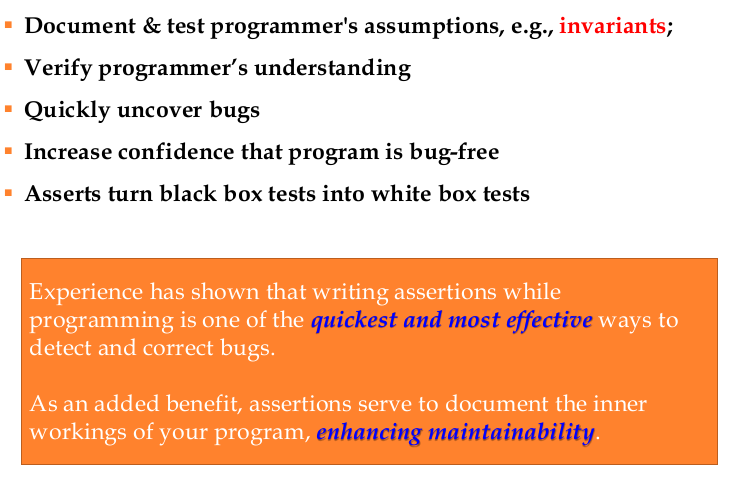 Document & test programmer's assumptions, e.g., invariants;
Verify programmer’s understanding
Quickly uncover bugs
Increase confidence that program is bug-free
Asserts turn black box tests into white box tests
Experience has shown that writing assertions while
programming is one of the quickest and most effective ways to
detect and correct bugs.
As an added benefit, assertions serve to document the inner
workings of your program, enhancing maintainability.